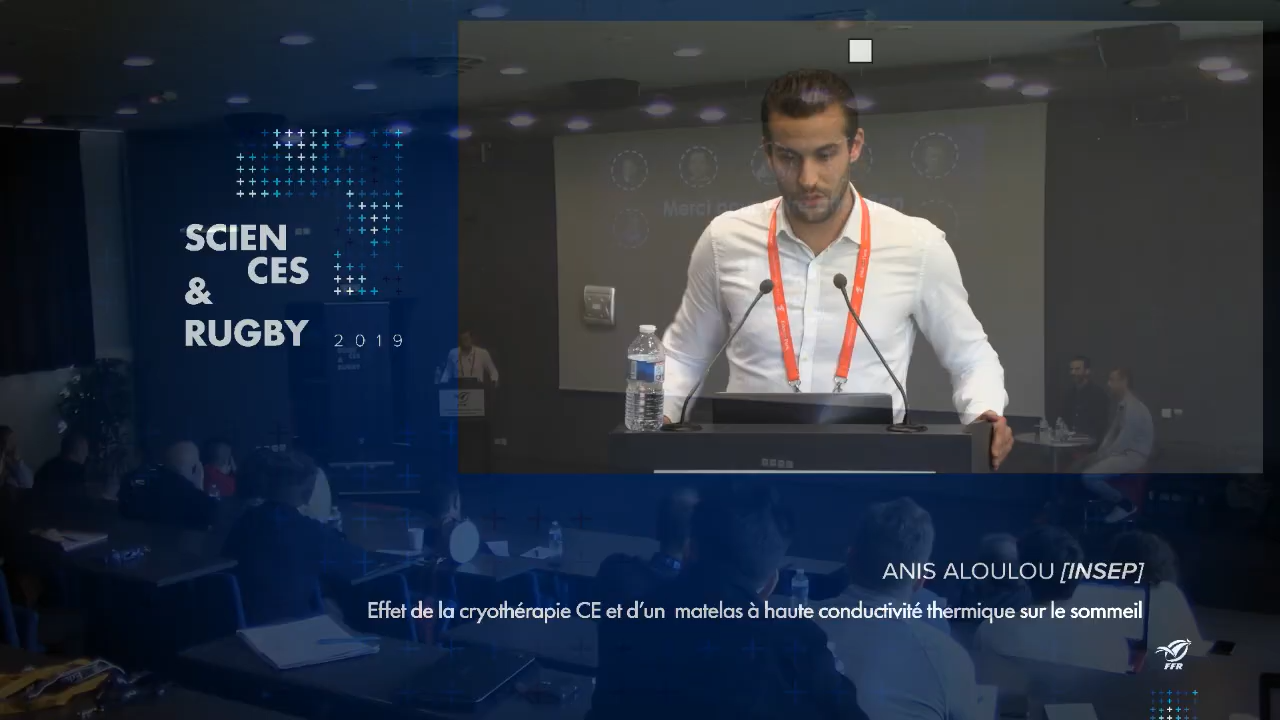 SCIEN
CES
&
RUGBY 2019
Merci
ANIS ALOULOU [INSEP]
Effet de la cryothérapie CE et d'un matelas à haute conductivité thermique sur le sommeil
FFR